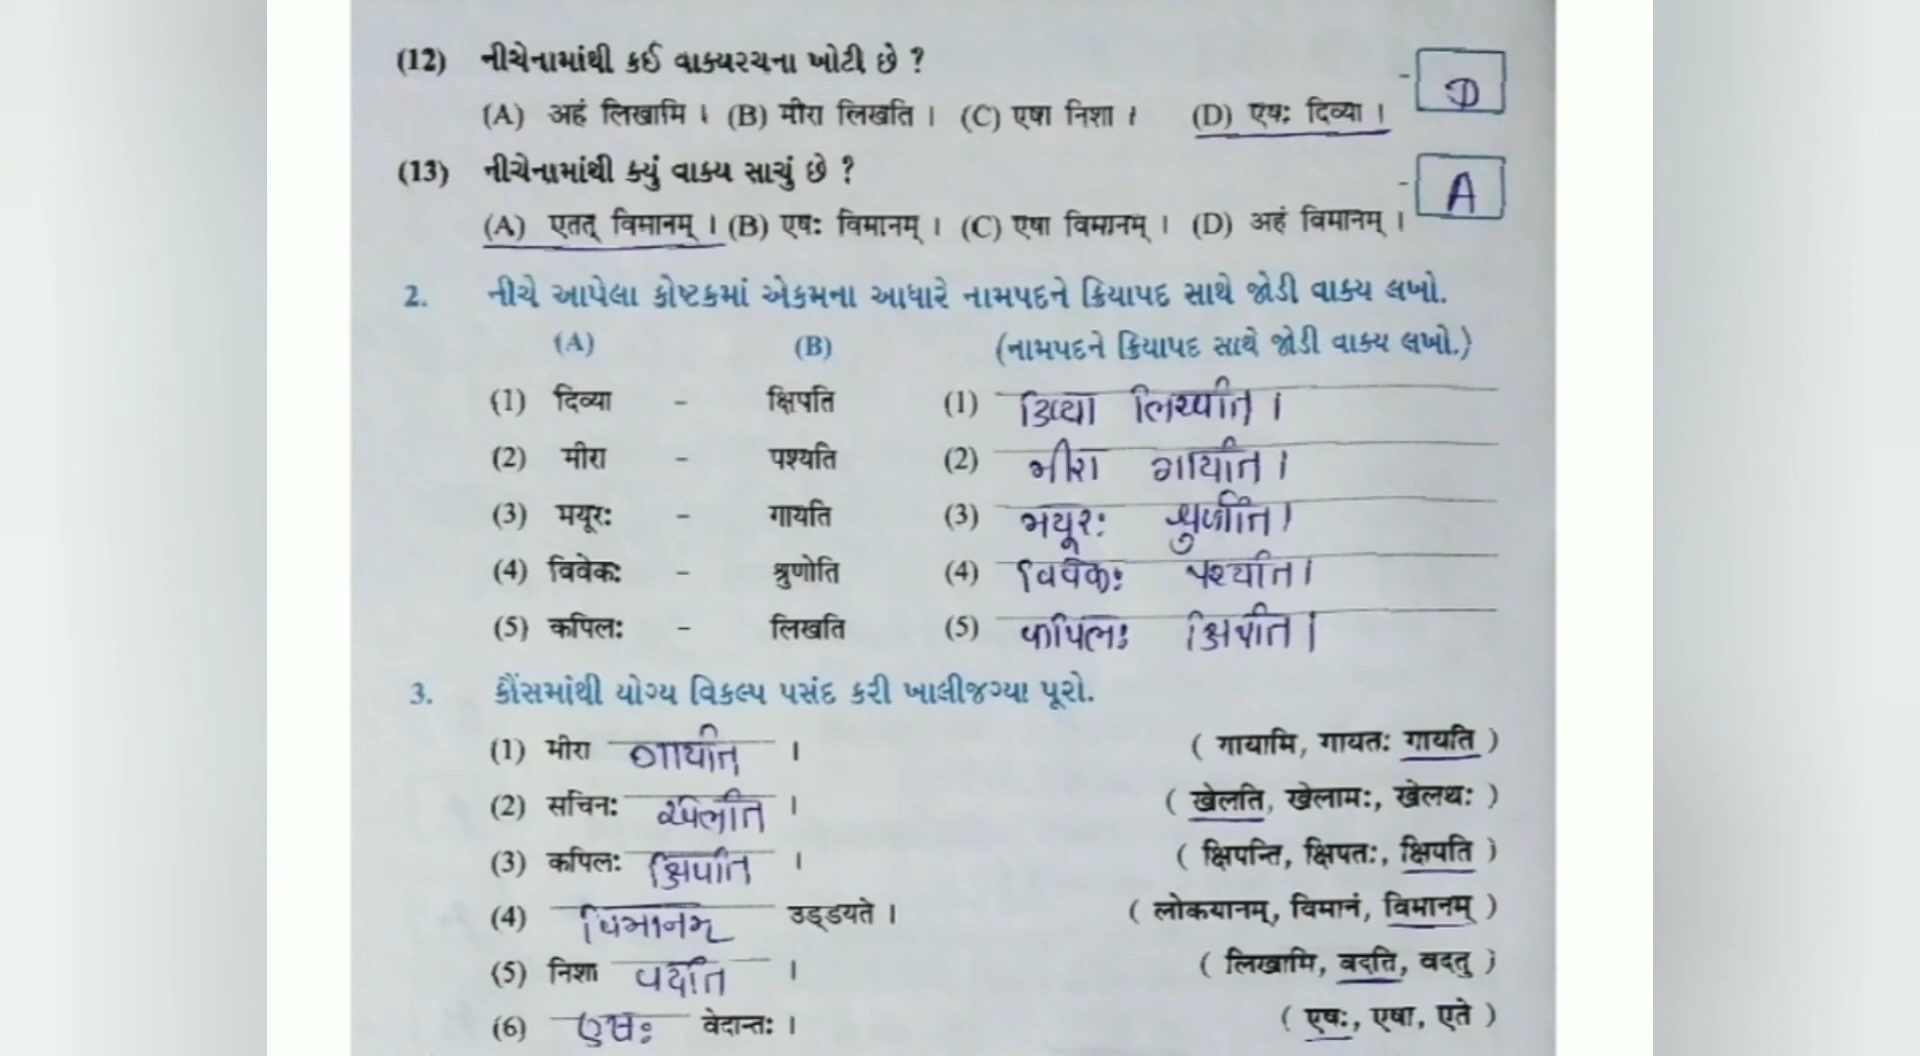 (12) નીચેનામાંથી કઈ વાક્યરચના ખોટી છે ? - D
(A) अहं लिखामि । (B) मीरा लिखति । (C) एषा निशा । (D) एषः दिव्या ।
(13) નીચેનામાંથી ક્યું વાક્ય સાચું છે ? - A
(A) एतत् विमानम् । (B) एषः विमानम् । (C) एषा विमानम् । (D) अहं विमानम् ।
2. નીચે આપેલા કોષ્ટકમાં એકમના આધારે નામપદને ક્રિયાપદ સાથે જોડી વાક્ય લખો.
(A) (B) (નામપદને ક્રિયાપદ સાથે જોડી વાક્ય લખો.)
(1) दिव्या - क्षिपति (1) दिव्या लिखति ।
(2) मीरा - पश्यति (2) मीरा गायति ।
(3) मयूरः - गायति (3) मयूरः श्रुणोति ।
(4) विवेकः - श्रुणोति (4) विवेकः पश्यति ।
(5) कपिलः - लिखति (5) कपिलः क्षिपति ।
3. કૌંસમાંથી યોગ્ય વિકલ્પ પસંદ કરી ખાલીજગ્યા પૂરો.
(1) मीरा गायति । ( गायामि, गायतः गायति )
(2) सचिनः खेलति । ( खेलति, खेलामः, खेलथः )
(3) कपिलः क्षिपति । ( क्षिपन्ति, क्षिपतः, क्षिपति )
(4) विमानम् उड्डयते । ( लोकयानम्, विमानं, विमानम् )
(5) निशा वदति । ( लिखामि, वदति, वदतु )
(6) एषः वेदान्तः । ( एषः, एषा, एते )